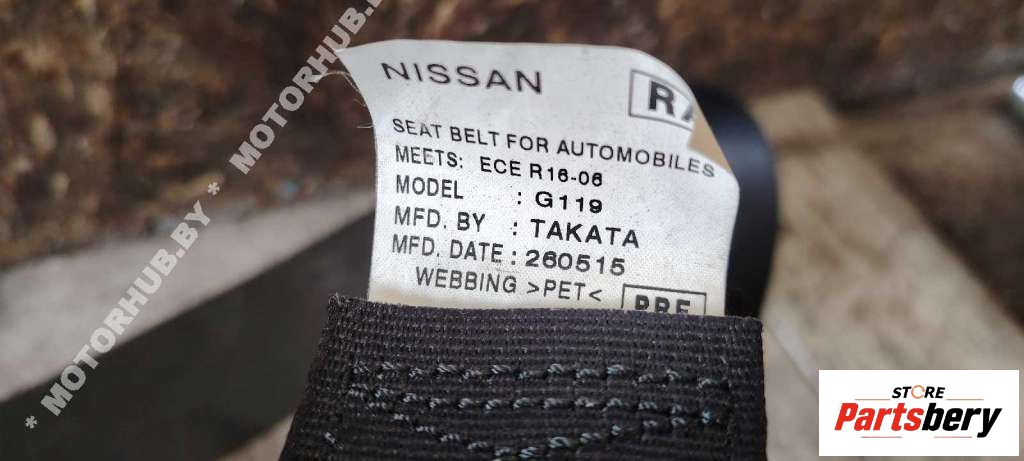 NISSAN
SEAT BELT FOR AUTOMOBILES
MEETS: ECE R16-06
MODEL : G119
MFD. BY : TAKATA
MFD. DATE : 260515
WEBBING >PET<
* MOTORHUB.BY * MOTORHUB.B
STORE
Partsbery